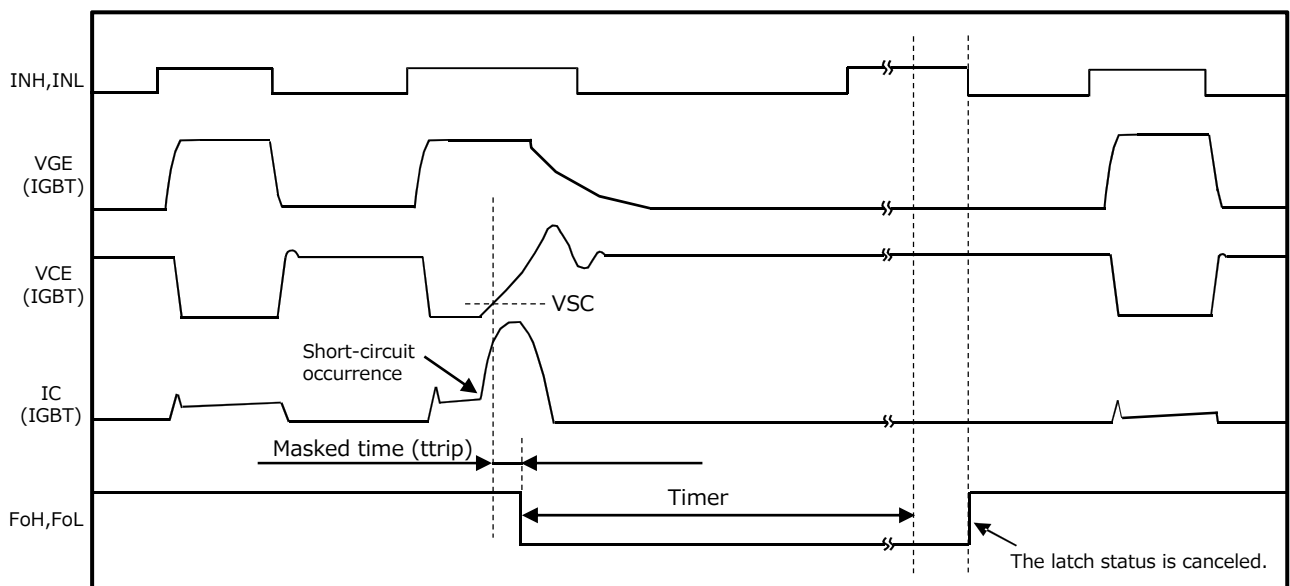 INH,INL
VGE
(IGBT)
VCE
(IGBT)
VSC
Short-circuit
occurrence
IC
(IGBT)
Masked time (ttrip)
Timer
FoH,FoL
The latch status is canceled.